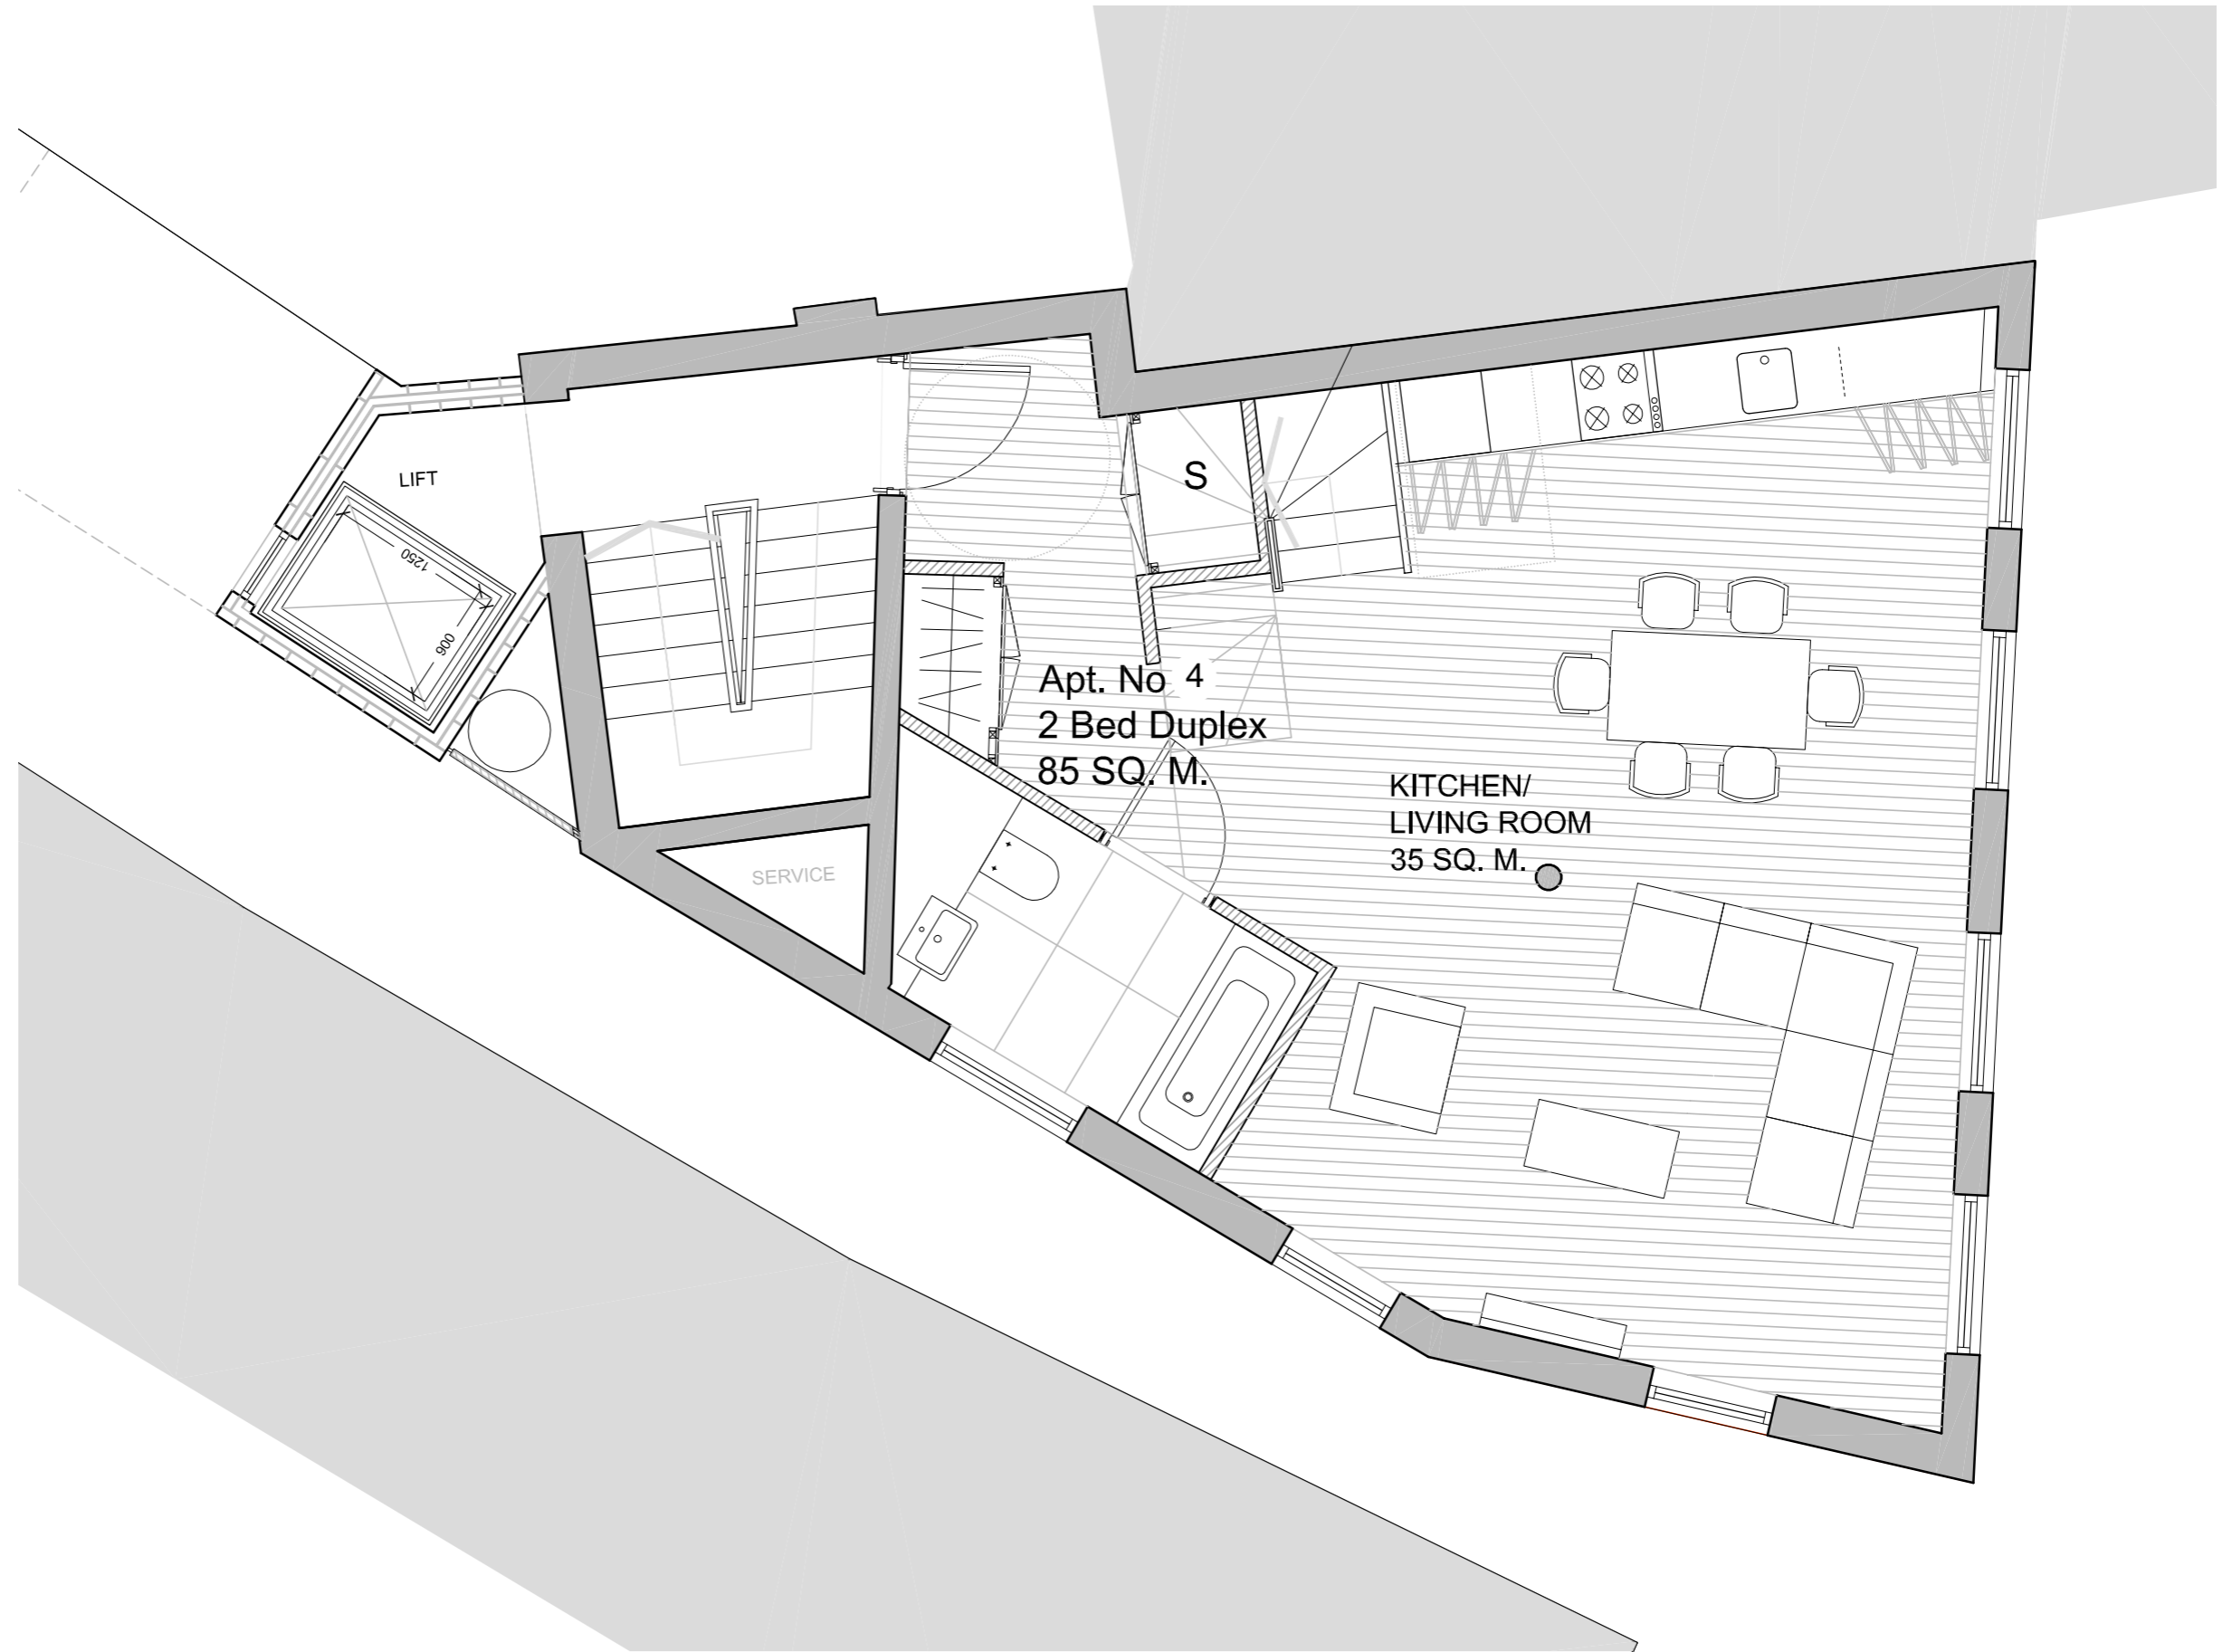 LIFT
1250
900
S
Apt. No 4
2 Bed Duplex
85 SQ. M.
KITCHEN/
LIVING ROOM
35 SQ. M.
SERVICE